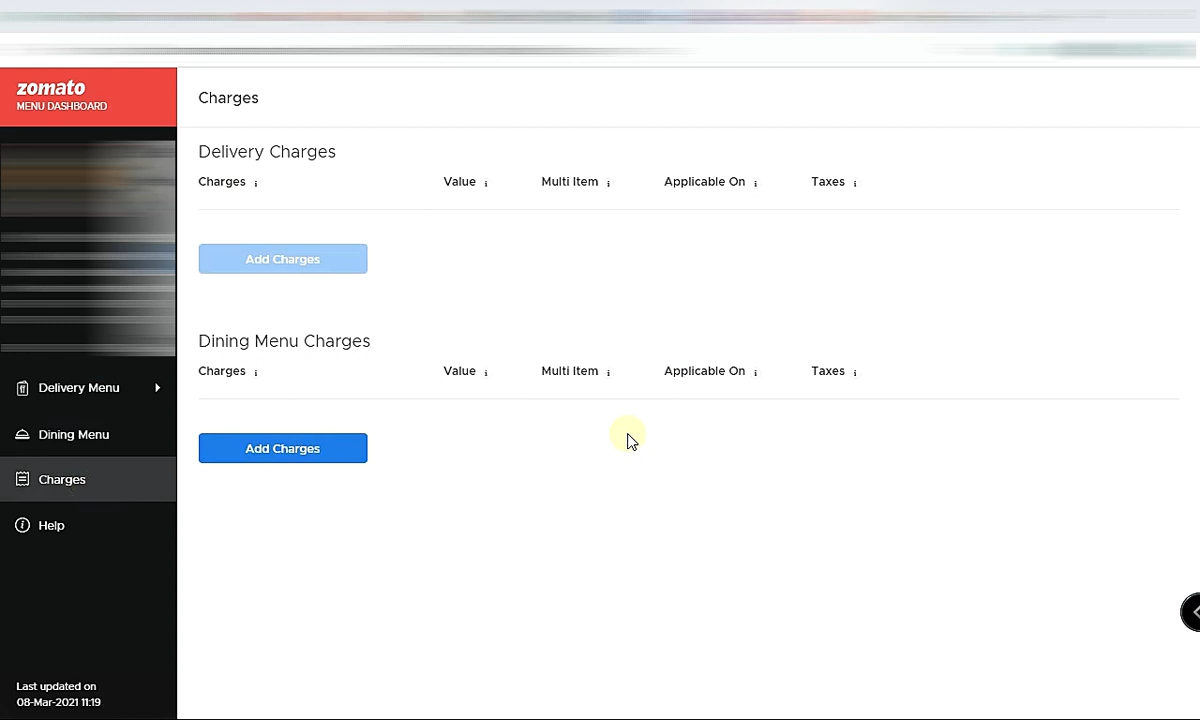 zomato
MENU DASHBOARD
Charges
Delivery Charges
Charges i Value i Multi Item i Applicable On i Taxes i
Add Charges
Dining Menu Charges
Charges i Value i Multi Item i Applicable On i Taxes i
Add Charges
Delivery Menu
Dining Menu
Charges
Help
Last updated on
08-Mar-2021 11:19